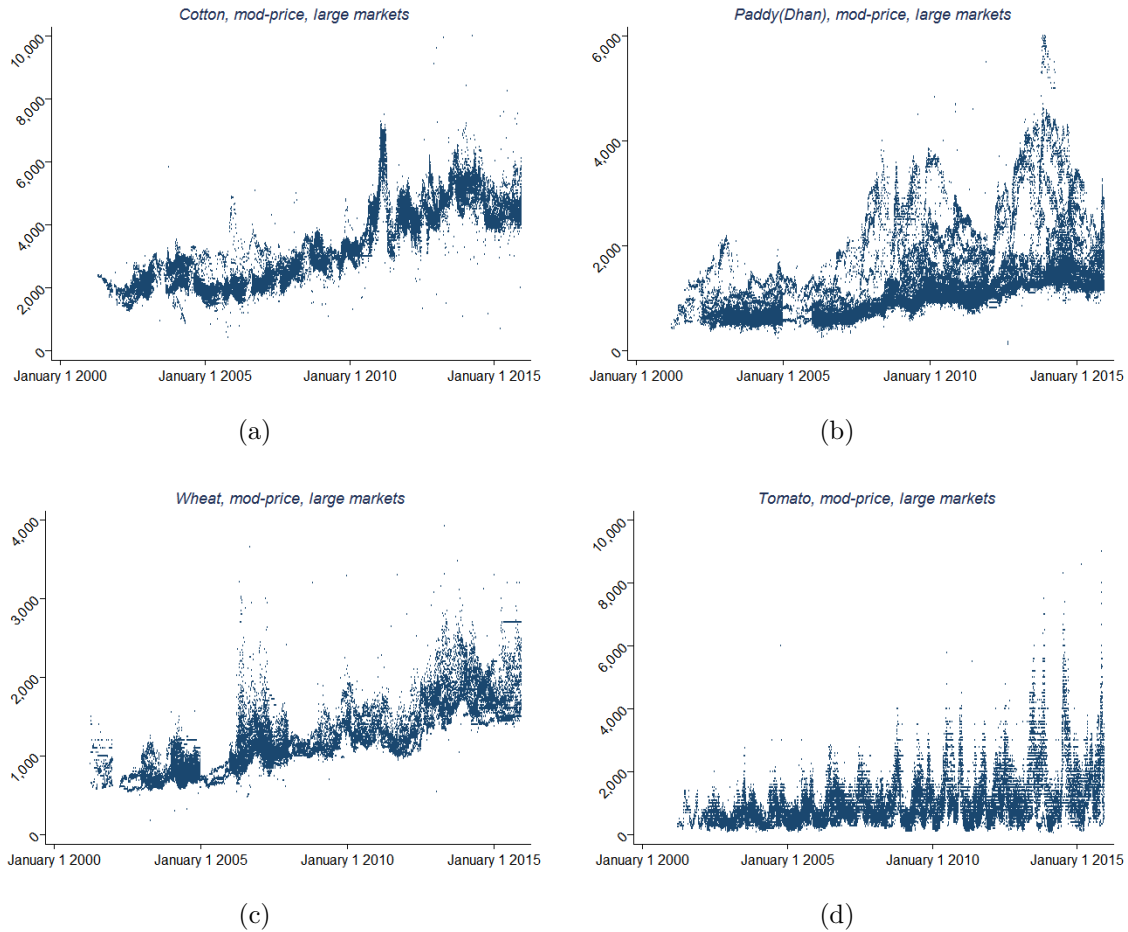 Cotton, mod-price, large markets
10,000
8,000
6,000
4,000
2,000
0
January 1 2000 January 1 2005 January 1 2010 January 1 2015
(a)
Paddy(Dhan), mod-price, large markets
6,000
4,000
2,000
0
January 1 2000 January 1 2005 January 1 2010 January 1 2015
(b)
Wheat, mod-price, large markets
4,000
3,000
2,000
1,000
0
January 1 2000 January 1 2005 January 1 2010 January 1 2015
(c)
Tomato, mod-price, large markets
10,000
8,000
6,000
4,000
2,000
0
January 1 2000 January 1 2005 January 1 2010 January 1 2015
(d)